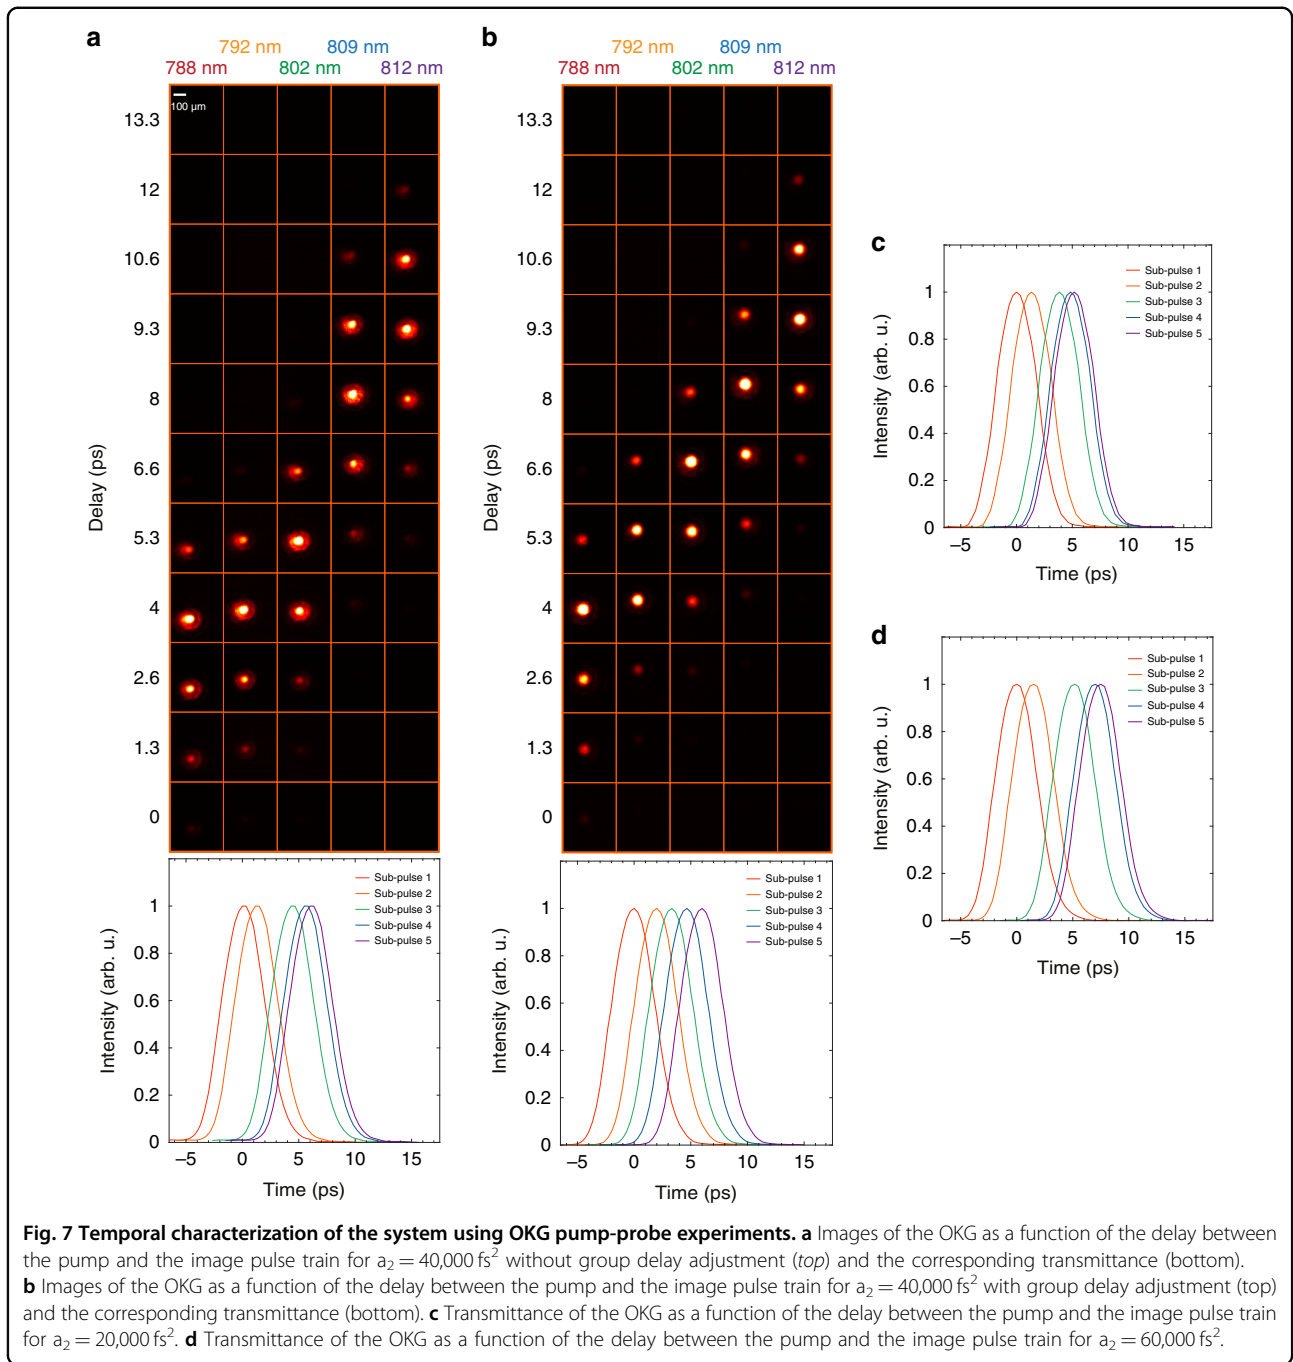 a
792 nm 809 nm
788 nm 802 nm 812 nm
100 µm
13.3
12
10.6
9.3
8
6.6
5.3
4
2.6
1.3
0
Delay (ps)
Sub-pulse 1
Sub-pulse 2
Sub-pulse 3
Sub-pulse 4
Sub-pulse 5
1
0.8
0.6
0.4
0.2
0
Intensity (arb. u.)
−5 0 5 10 15
Time (ps)
b
792 nm 809 nm
788 nm 802 nm 812 nm
13.3
12
10.6
9.3
8
6.6
5.3
4
2.6
1.3
0
Delay (ps)
Sub-pulse 1
Sub-pulse 2
Sub-pulse 3
Sub-pulse 4
Sub-pulse 5
1
0.8
0.6
0.4
0.2
0
Intensity (arb. u.)
−5 0 5 10 15
Time (ps)
c
Sub-pulse 1
Sub-pulse 2
Sub-pulse 3
Sub-pulse 4
Sub-pulse 5
1
0.8
0.6
0.4
0.2
0
Intensity (arb. u.)
−5 0 5 10 15
Time (ps)
d
Sub-pulse 1
Sub-pulse 2
Sub-pulse 3
Sub-pulse 4
Sub-pulse 5
1
0.8
0.6
0.4
0.2
0
Intensity (arb. u.)
−5 0 5 10 15
Time (ps)
Fig. 7 Temporal characterization of the system using OKG pump-probe experiments. a Images of the OKG as a function of the delay between
the pump and the image pulse train for a₂ = 40,000 fs² without group delay adjustment (top) and the corresponding transmittance (bottom).
b Images of the OKG as a function of the delay between the pump and the image pulse train for a₂ = 40,000 fs² with group delay adjustment (top)
and the corresponding transmittance (bottom). c Transmittance of the OKG as a function of the delay between the pump and the image pulse train
for a₂ = 20,000 fs². d Transmittance of the OKG as a function of the delay between the pump and the image pulse train for a₂ = 60,000 fs².